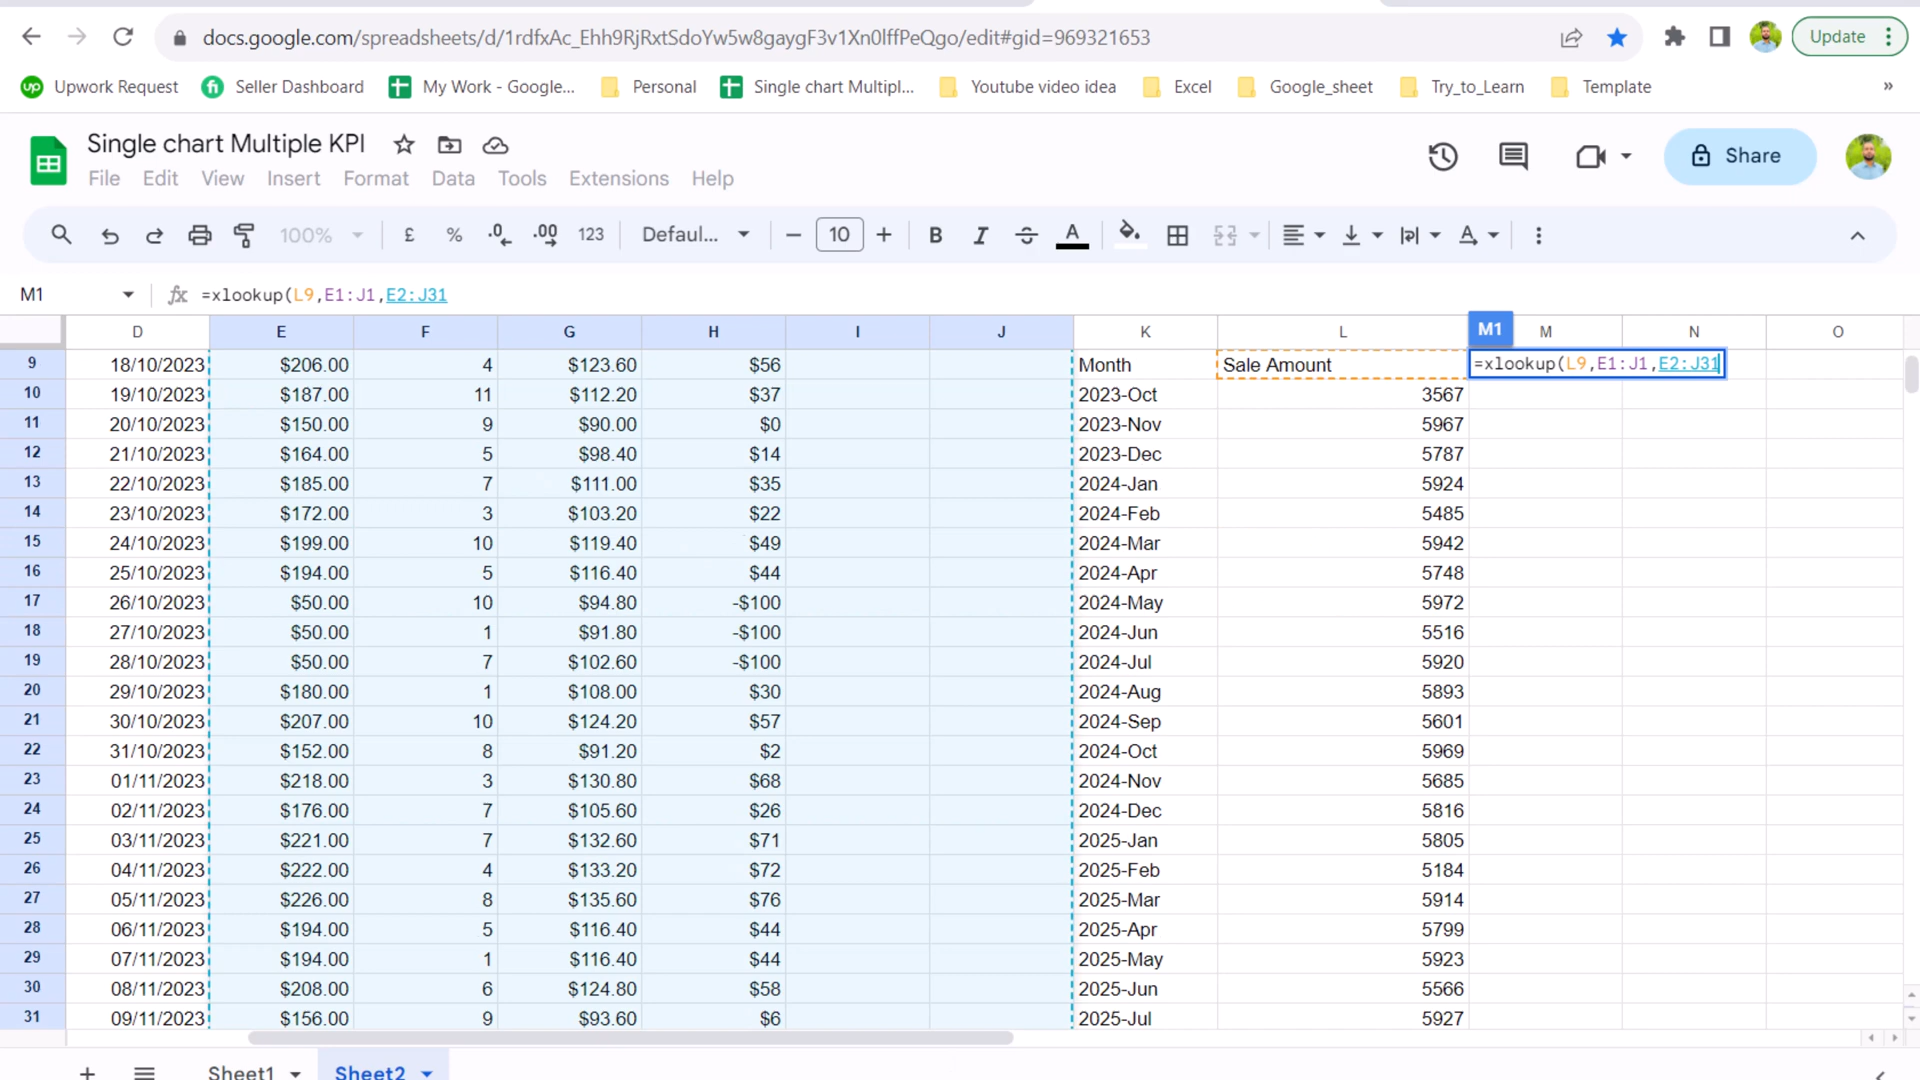 docs.google.com/spreadsheets/d/1rdfxAc_Ehh9RjRxtSdoYw5w8gaygF3v1Xn0lffPeQgo/edit#gid=969321653 Update
up Upwork Request fi Seller Dashboard My Work - Google... Personal Single chart Multipl... Youtube video idea Excel Google_sheet Try_to_Learn Template »
Single chart Multiple KPI
File Edit View Insert Format Data Tools Extensions Help Share
100% £ % .0 .00 123 Defaul... 10 B I A
M1 fx =xlookup(L9,E1:J1,E2:J31
D E F G H I J K L M1 M N O
9 18/10/2023 $206.00 4 $123.60 $56 Month Sale Amount =xlookup(L9,E1:J1,E2:J31
10 19/10/2023 $187.00 11 $112.20 $37 2023-Oct 3567
11 20/10/2023 $150.00 9 $90.00 $0 2023-Nov 5967
12 21/10/2023 $164.00 5 $98.40 $14 2023-Dec 5787
13 22/10/2023 $185.00 7 $111.00 $35 2024-Jan 5924
14 23/10/2023 $172.00 3 $103.20 $22 2024-Feb 5485
15 24/10/2023 $199.00 10 $119.40 $49 2024-Mar 5942
16 25/10/2023 $194.00 5 $116.40 $44 2024-Apr 5748
17 26/10/2023 $50.00 10 $94.80 -$100 2024-May 5972
18 27/10/2023 $50.00 1 $91.80 -$100 2024-Jun 5516
19 28/10/2023 $50.00 7 $102.60 -$100 2024-Jul 5920
20 29/10/2023 $180.00 1 $108.00 $30 2024-Aug 5893
21 30/10/2023 $207.00 10 $124.20 $57 2024-Sep 5601
22 31/10/2023 $152.00 8 $91.20 $2 2024-Oct 5969
23 01/11/2023 $218.00 3 $130.80 $68 2024-Nov 5685
24 02/11/2023 $176.00 7 $105.60 $26 2024-Dec 5816
25 03/11/2023 $221.00 7 $132.60 $71 2025-Jan 5805
26 04/11/2023 $222.00 4 $133.20 $72 2025-Feb 5184
27 05/11/2023 $226.00 8 $135.60 $76 2025-Mar 5914
28 06/11/2023 $194.00 5 $116.40 $44 2025-Apr 5799
29 07/11/2023 $194.00 1 $116.40 $44 2025-May 5923
30 08/11/2023 $208.00 6 $124.80 $58 2025-Jun 5566
31 09/11/2023 $156.00 9 $93.60 $6 2025-Jul 5927
Sheet1 Sheet2